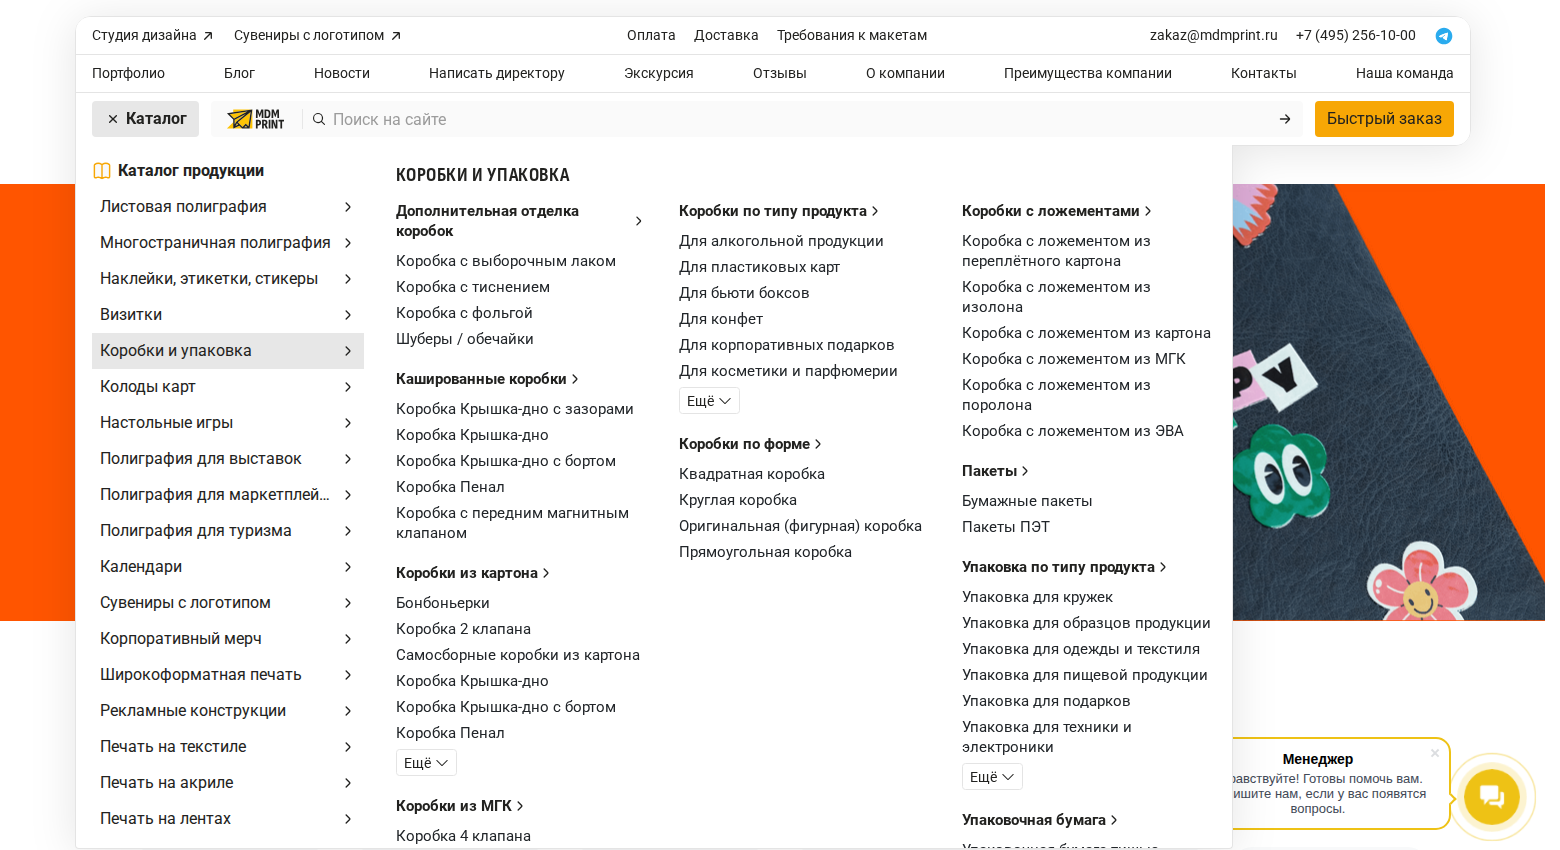 Студия дизайна
Сувениры с логотипом
Оплата
Доставка
Требования к макетам
zakaz@mdmprint.ru
+7 (495) 256-10-00
Портфолио
Блог
Новости
Написать директору
Экскурсия
Отзывы
О компании
Преимущества компании
Контакты
Наша команда
Каталог
MDM
PRINT
Поиск на сайте
Быстрый заказ
Каталог продукции
Листовая полиграфия
Многостраничная полиграфия
Наклейки, этикетки, стикеры
Визитки
Коробки и упаковка
Колоды карт
Настольные игры
Полиграфия для выставок
Полиграфия для маркетплей...
Полиграфия для туризма
Календари
Сувениры с логотипом
Корпоративный мерч
Широкоформатная печать
Рекламные конструкции
Печать на текстиле
Печать на акриле
Печать на лентах
КОРОБКИ И УПАКОВКА
Дополнительная отделка
коробок
Коробка с выборочным лаком
Коробка с тиснением
Коробка с фольгой
Шуберы / обечайки
Кашированные коробки
Коробка Крышка-дно с зазорами
Коробка Крышка-дно
Коробка Крышка-дно с бортом
Коробка Пенал
Коробка с передним магнитным
клапаном
Коробки из картона
Бонбоньерки
Коробка 2 клапана
Самосборные коробки из картона
Коробка Крышка-дно
Коробка Крышка-дно с бортом
Коробка Пенал
Ещё
Коробки из МГК
Коробка 4 клапана
Коробки по типу продукта
Для алкогольной продукции
Для пластиковых карт
Для бьюти боксов
Для конфет
Для корпоративных подарков
Для косметики и парфюмерии
Ещё
Коробки по форме
Квадратная коробка
Круглая коробка
Оригинальная (фигурная) коробка
Прямоугольная коробка
Коробки с ложементами
Коробка с ложементом из
переплётного картона
Коробка с ложементом из
изолона
Коробка с ложементом из картона
Коробка с ложементом из МГК
Коробка с ложементом из
поролона
Коробка с ложементом из ЭВА
Пакеты
Бумажные пакеты
Пакеты ПЭТ
Упаковка по типу продукта
Упаковка для кружек
Упаковка для образцов продукции
Упаковка для одежды и текстиля
Упаковка для пищевой продукции
Упаковка для подарков
Упаковка для техники и
электроники
Ещё
Упаковочная бумага
PY
Менеджер
равствуйте! Готовы помочь вам.
ишите нам, если у вас появятся
вопросы.